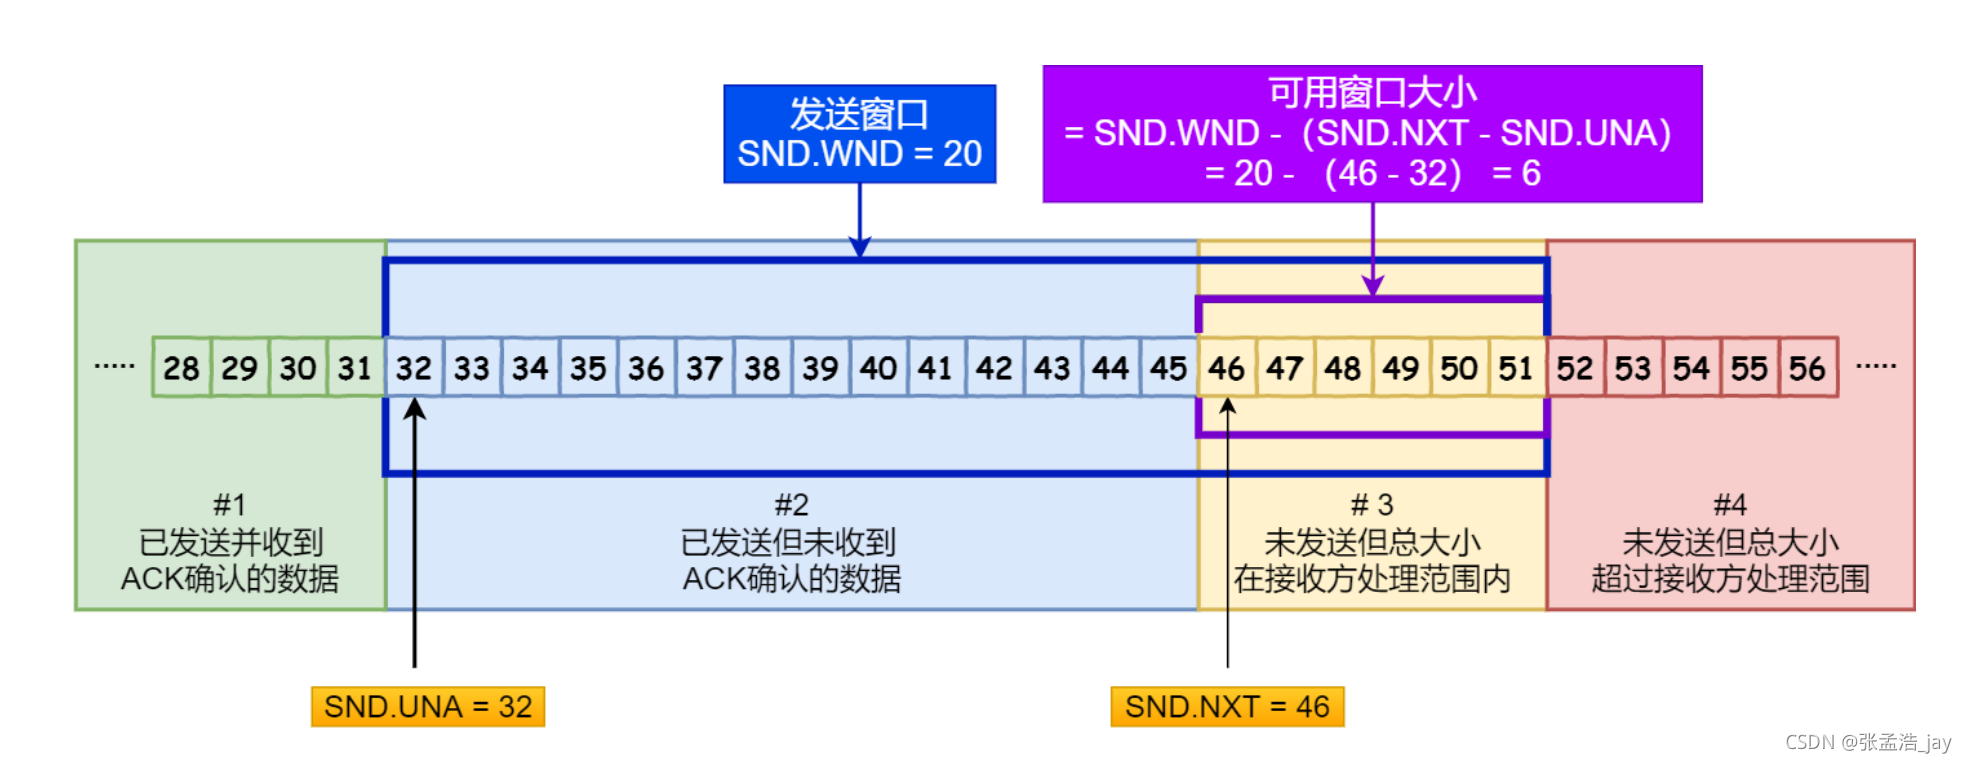 发送窗口
SND.WND = 20
可用窗口大小
= SND.WND -（SND.NXT - SND.UNA）
= 20 - （46 - 32） = 6
..... 28 29 30 31 32 33 34 35 36 37 38 39 40 41 42 43 44 45 46 47 48 49 50 51 52 53 54 55 56 .....
#1
已发送并收到
ACK确认的数据
#2
已发送但未收到
ACK确认的数据
# 3
未发送但总大小
在接收方处理范围内
#4
未发送但总大小
超过接收方处理范围
SND.UNA = 32
SND.NXT = 46
CSDN @张孟浩_jay